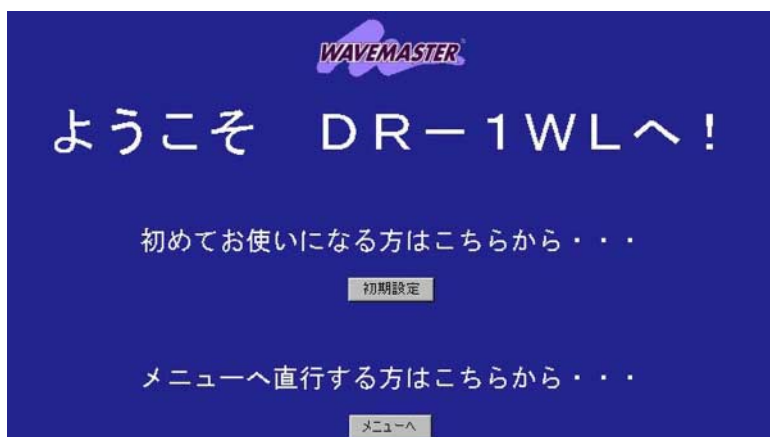 WAVEMASTER
ようこそ　ＤＲ－１ＷＬへ！
初めてお使いになる方はこちらから・・・
初期設定
メニューへ直行する方はこちらから・・・
メニューへ